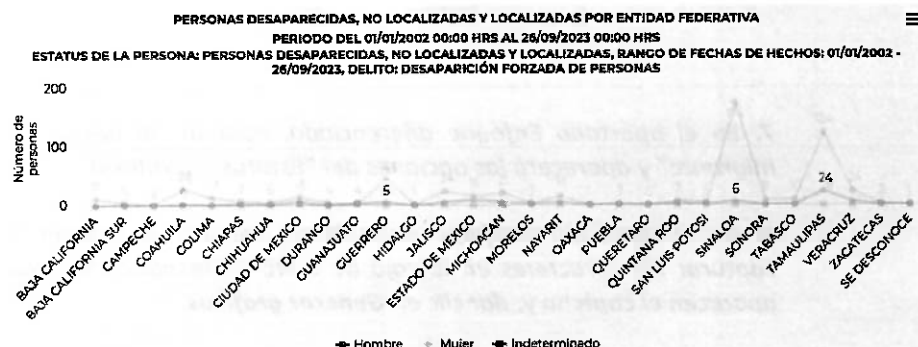 PERSONAS DESAPARECIDAS, NO LOCALIZADAS Y LOCALIZADAS POR ENTIDAD FEDERATIVA
PERIODO DEL 01/01/2002 00:00 HRS AL 26/09/2023 00:00 HRS
ESTATUS DE LA PERSONA: PERSONAS DESAPARECIDAS, NO LOCALIZADAS Y LOCALIZADAS, RANGO DE FECHAS DE HECHOS: 01/01/2002 -
26/09/2023, DELITO: DESAPARICIÓN FORZADA DE PERSONAS
Número de
personas
200
100
0
5
6
24
BAJA CALIFORNIA
BAJA CALIFORNIA SUR
CAMPECHE
COAHUILA
COLIMA
CHIAPAS
CHIHUAHUA
CIUDAD DE MEXICO
DURANGO
GUANAJUATO
GUERRERO
HIDALGO
JALISCO
ESTADO DE MEXICO
MICHOACAN
MORELOS
NAYARIT
OAXACA
PUEBLA
QUERETARO
QUINTANA ROO
SAN LUIS POTOSI
SINALOA
SONORA
TABASCO
TAMAULIPAS
VERACRUZ
ZACATECAS
SE DESCONOCE
Hombre
Mujer
Indeterminado